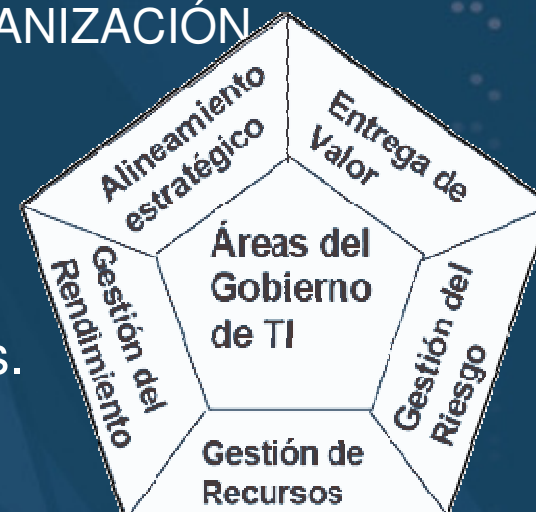 ANIZACIÓN
Alineamiento
estratégico
Entrega de
Valor
Áreas del
Gobierno
de TI
Gestión del
Rendimiento
Gestión del
Riesgo
s.
Gestión de
Recursos